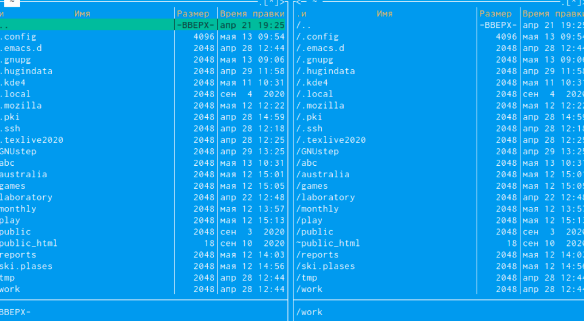 ~ .[^]> < ~ .[^]>
.и Имя Размер Время правки .и Имя Размер Время правки
.. -ВВЕРХ- апр 21 19:25 /.. -ВВЕРХ- апр 21 19:25
.config 4096 мая 13 09:54 /.config 4096 мая 13 09:54
.emacs.d 2048 апр 28 12:44 /.emacs.d 2048 апр 28 12:44
.gnupg 2048 мая 13 09:06 /.gnupg 2048 мая 13 09:06
.hugindata 2048 апр 29 11:58 /.hugindata 2048 апр 29 11:58
.kde4 2048 мая 11 10:31 /.kde4 2048 мая 11 10:31
.local 2048 сен 4 2020 /.local 2048 сен 4 2020
.mozilla 2048 мая 12 12:22 /.mozilla 2048 мая 12 12:22
.pki 2048 апр 28 14:59 /.pki 2048 апр 28 14:59
.ssh 2048 апр 28 12:18 /.ssh 2048 апр 28 12:18
.texlive2020 2048 апр 28 12:25 /.texlive2020 2048 апр 28 12:25
GNUstep 2048 апр 29 13:25 /GNUstep 2048 апр 29 13:25
abc 2048 мая 13 10:31 /abc 2048 мая 13 10:31
australia 2048 мая 12 15:01 /australia 2048 мая 12 15:01
games 2048 мая 12 15:05 /games 2048 мая 12 15:05
laboratory 2048 апр 22 12:48 /laboratory 2048 апр 22 12:48
monthly 2048 мая 12 13:57 /monthly 2048 мая 12 13:57
play 2048 мая 12 15:13 /play 2048 мая 12 15:13
public 2048 сен 3 2020 /public 2048 сен 3 2020
public_html 18 сен 10 2020 ~public_html 18 сен 10 2020
reports 2048 мая 12 14:03 /reports 2048 мая 12 14:03
ski.plases 2048 мая 12 14:56 /ski.plases 2048 мая 12 14:56
tmp 2048 апр 28 12:44 /tmp 2048 апр 28 12:44
work 2048 апр 28 12:44 /work 2048 апр 28 12:44
ВВЕРХ- /work